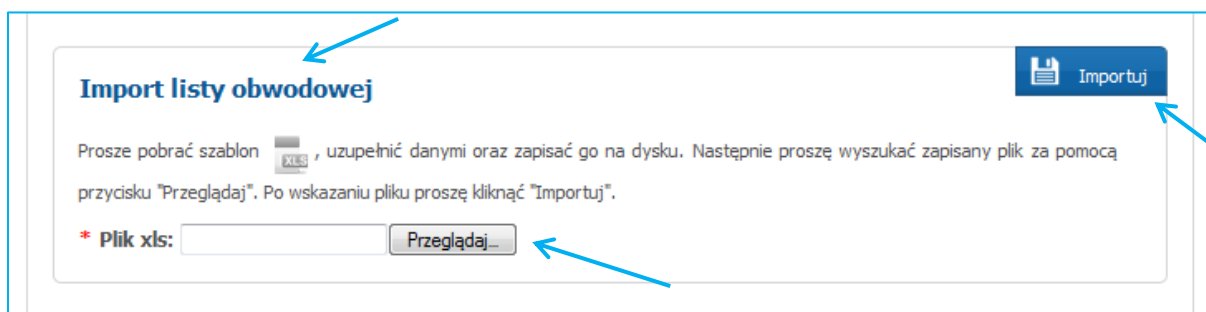 Import listy obwodowej
Importuj
Prosze pobrać szablon XLS , uzupełnić danymi oraz zapisać go na dysku. Następnie proszę wyszukać zapisany plik za pomocą
przycisku "Przeglądaj". Po wskazaniu pliku proszę kliknąć "Importuj".
* Plik xls: Przeglądaj...